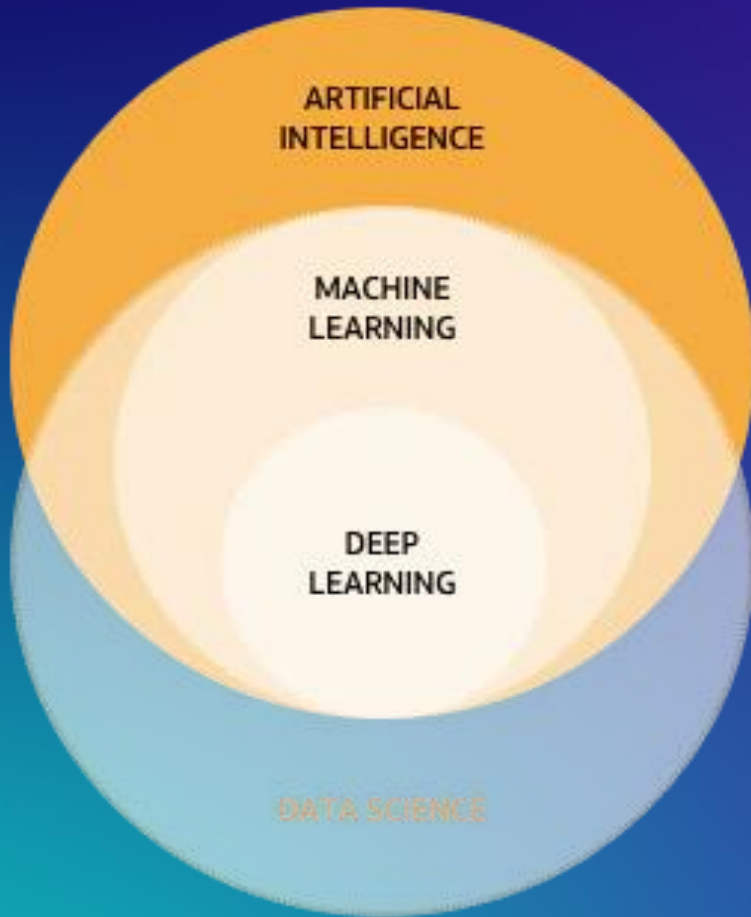 ARTIFICIAL
INTELLIGENCE
MACHINE
LEARNING
DEEP
LEARNING
DATA SCIENCE